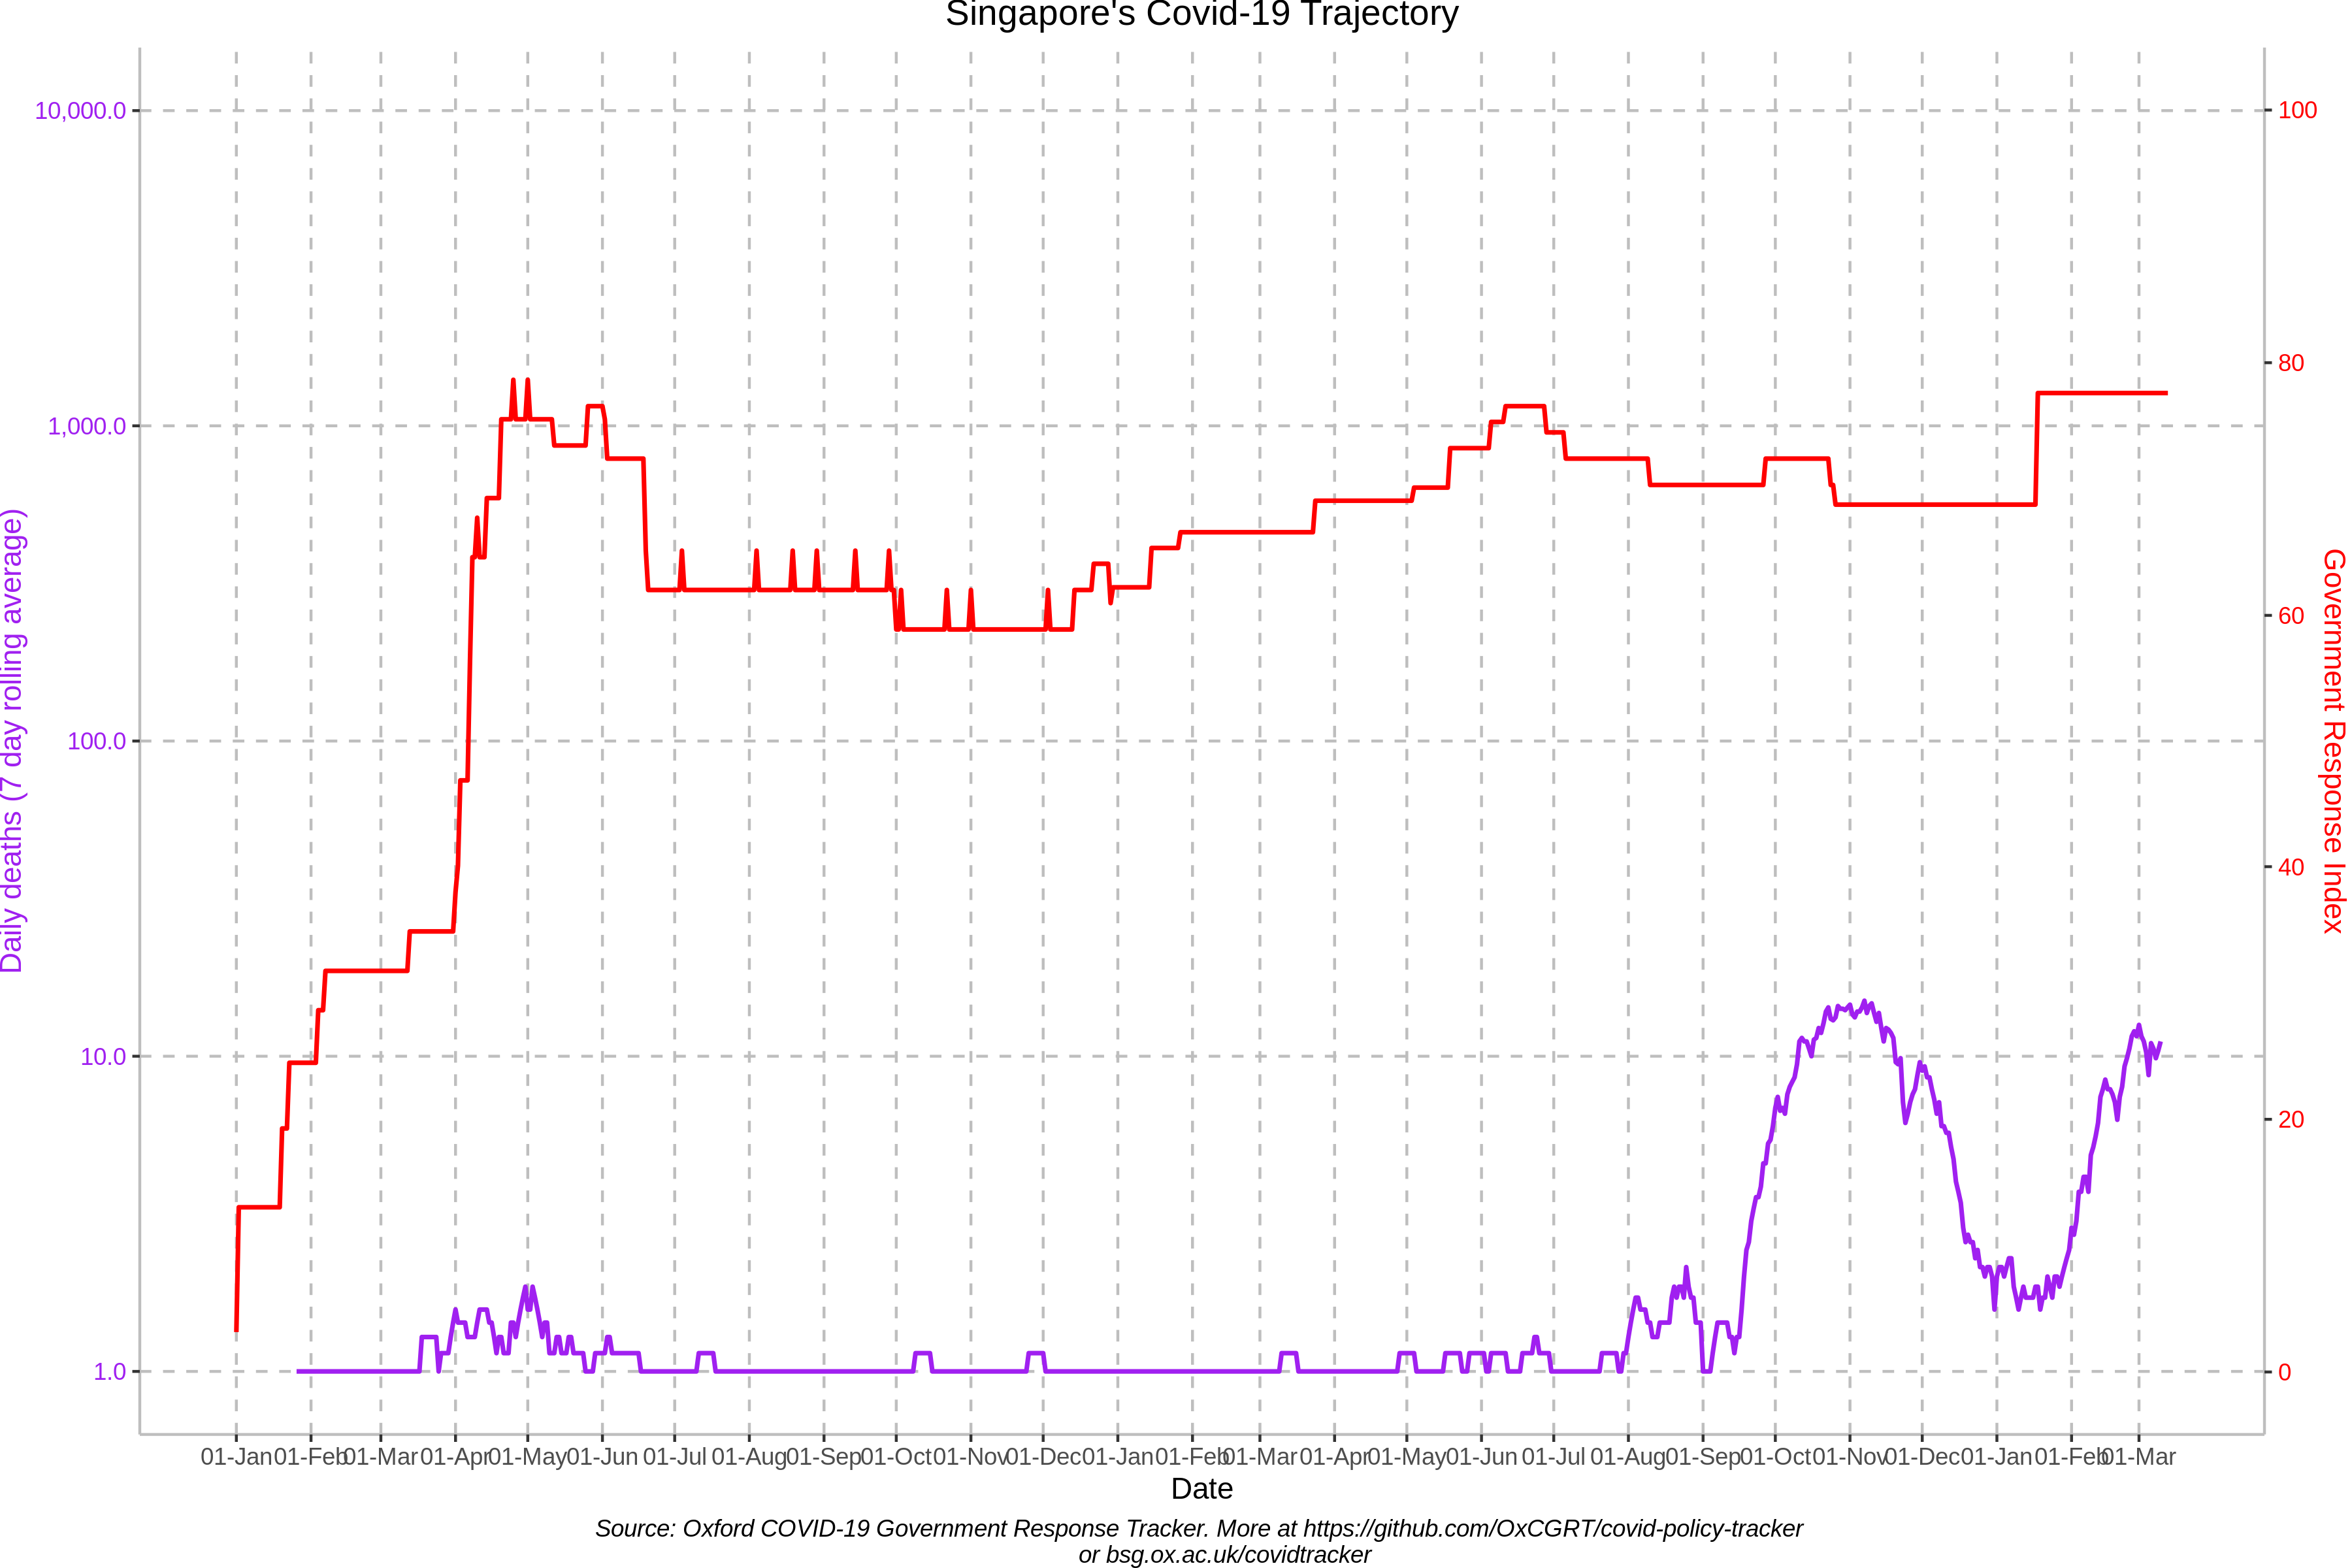 Singapore's Covid-19 Trajectory
10,000.0
1,000.0
100.0
10.0
1.0
Daily deaths (7 day rolling average)
100
80
60
40
20
0
Government Response Index
01-Jan 01-Feb 01-Mar 01-Apr 01-May 01-Jun 01-Jul 01-Aug 01-Sep 01-Oct 01-Nov 01-Dec 01-Jan 01-Feb 01-Mar 01-Apr 01-May 01-Jun 01-Jul 01-Aug 01-Sep 01-Oct 01-Nov 01-Dec 01-Jan 01-Feb 01-Mar
Date
Source: Oxford COVID-19 Government Response Tracker. More at https://github.com/OxCGRT/covid-policy-tracker
or bsg.ox.ac.uk/covidtracker